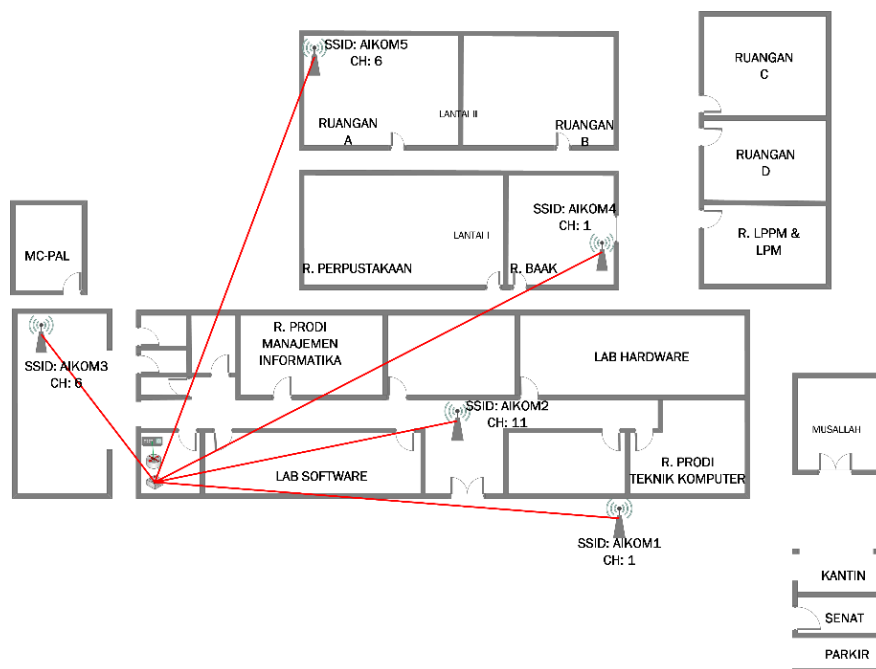 SSID: AIKOM5
CH: 6
RUANGAN
A
LANTAI II
RUANGAN
B
RUANGAN
C
RUANGAN
D
R. LPPM &
LPM
SSID: AIKOM4
CH: 1
LANTAI I
R. PERPUSTAKAAN
R. BAAK
MC-PAL
SSID: AIKOM3
CH: 6
R. PRODI
MANAJEMEN
INFORMATIKA
LAB HARDWARE
SSID: AIKOM2
CH: 11
LAB SOFTWARE
R. PRODI
TEKNIK KOMPUTER
MUSALLAH
SSID: AIKOM1
CH: 1
KANTIN
SENAT
PARKIR